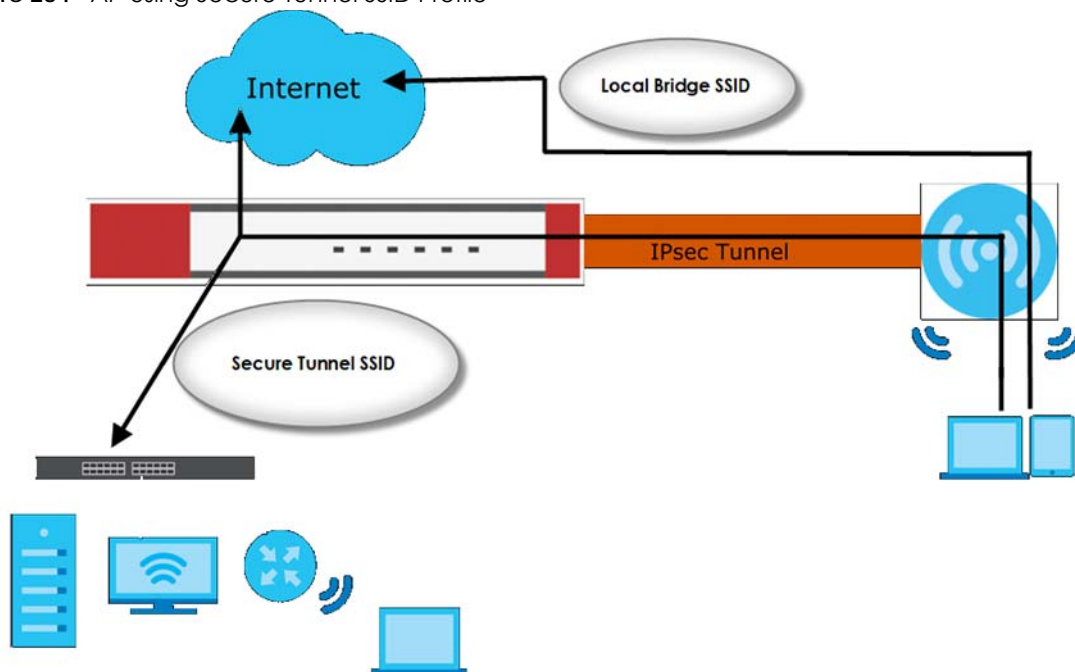 Internet
Local Bridge SSID
IPsec Tunnel
Secure Tunnel SSID